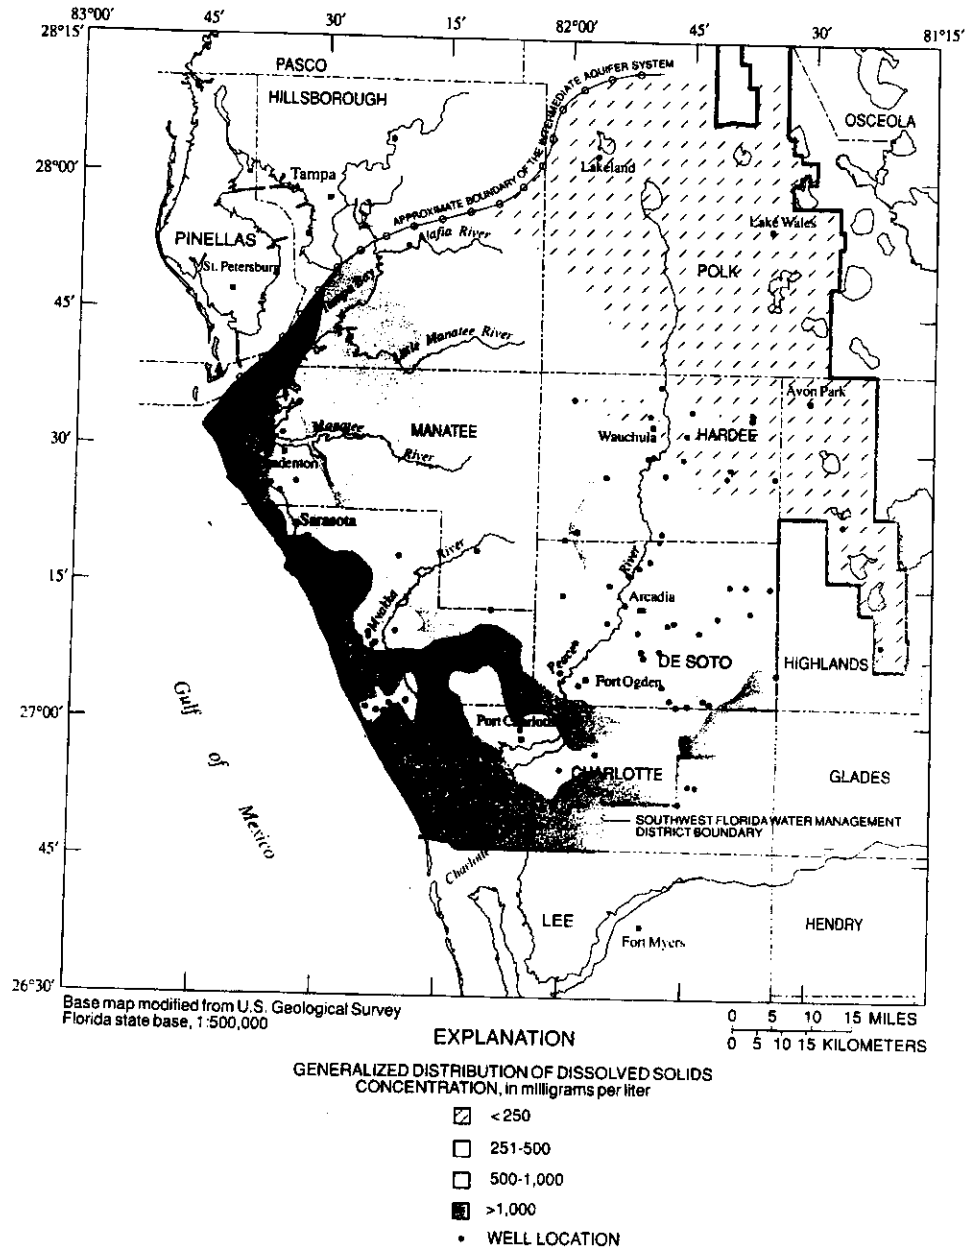 83°00′ 45′ 30′ 15′ 82°00′ 45′ 30′ 81°15′
28°15′
PASCO
HILLSBOROUGH
APPROXIMATE BOUNDARY OF THE INTERMEDIATE AQUIFER SYSTEM
OSCEOLA
28°00′
Tampa
Lakeland
PINELLAS
Alafia River
Lake Wales
St. Petersburg
POLK
Tampa Bay
45′
Little Manatee River
Avon Park
30′
Manatee River
MANATEE
Wauchula
HARDEE
Sarasota
River
15′
River
Arcadia
DE SOTO
HIGHLANDS
Peace
Fort Ogden
27°00′
Gulf of Mexico
Port Charlotte
CHARLOTTE
GLADES
SOUTHWEST FLORIDA WATER MANAGEMENT
DISTRICT BOUNDARY
45′
Charlotte
LEE
HENDRY
Fort Myers
26°30′
Base map modified from U.S. Geological Survey
Florida state base, 1:500,000
0 5 10 15 MILES
0 5 10 15 KILOMETERS
EXPLANATION
GENERALIZED DISTRIBUTION OF DISSOLVED SOLIDS
CONCENTRATION, in milligrams per liter
<250
251-500
500-1,000
>1,000
WELL LOCATION